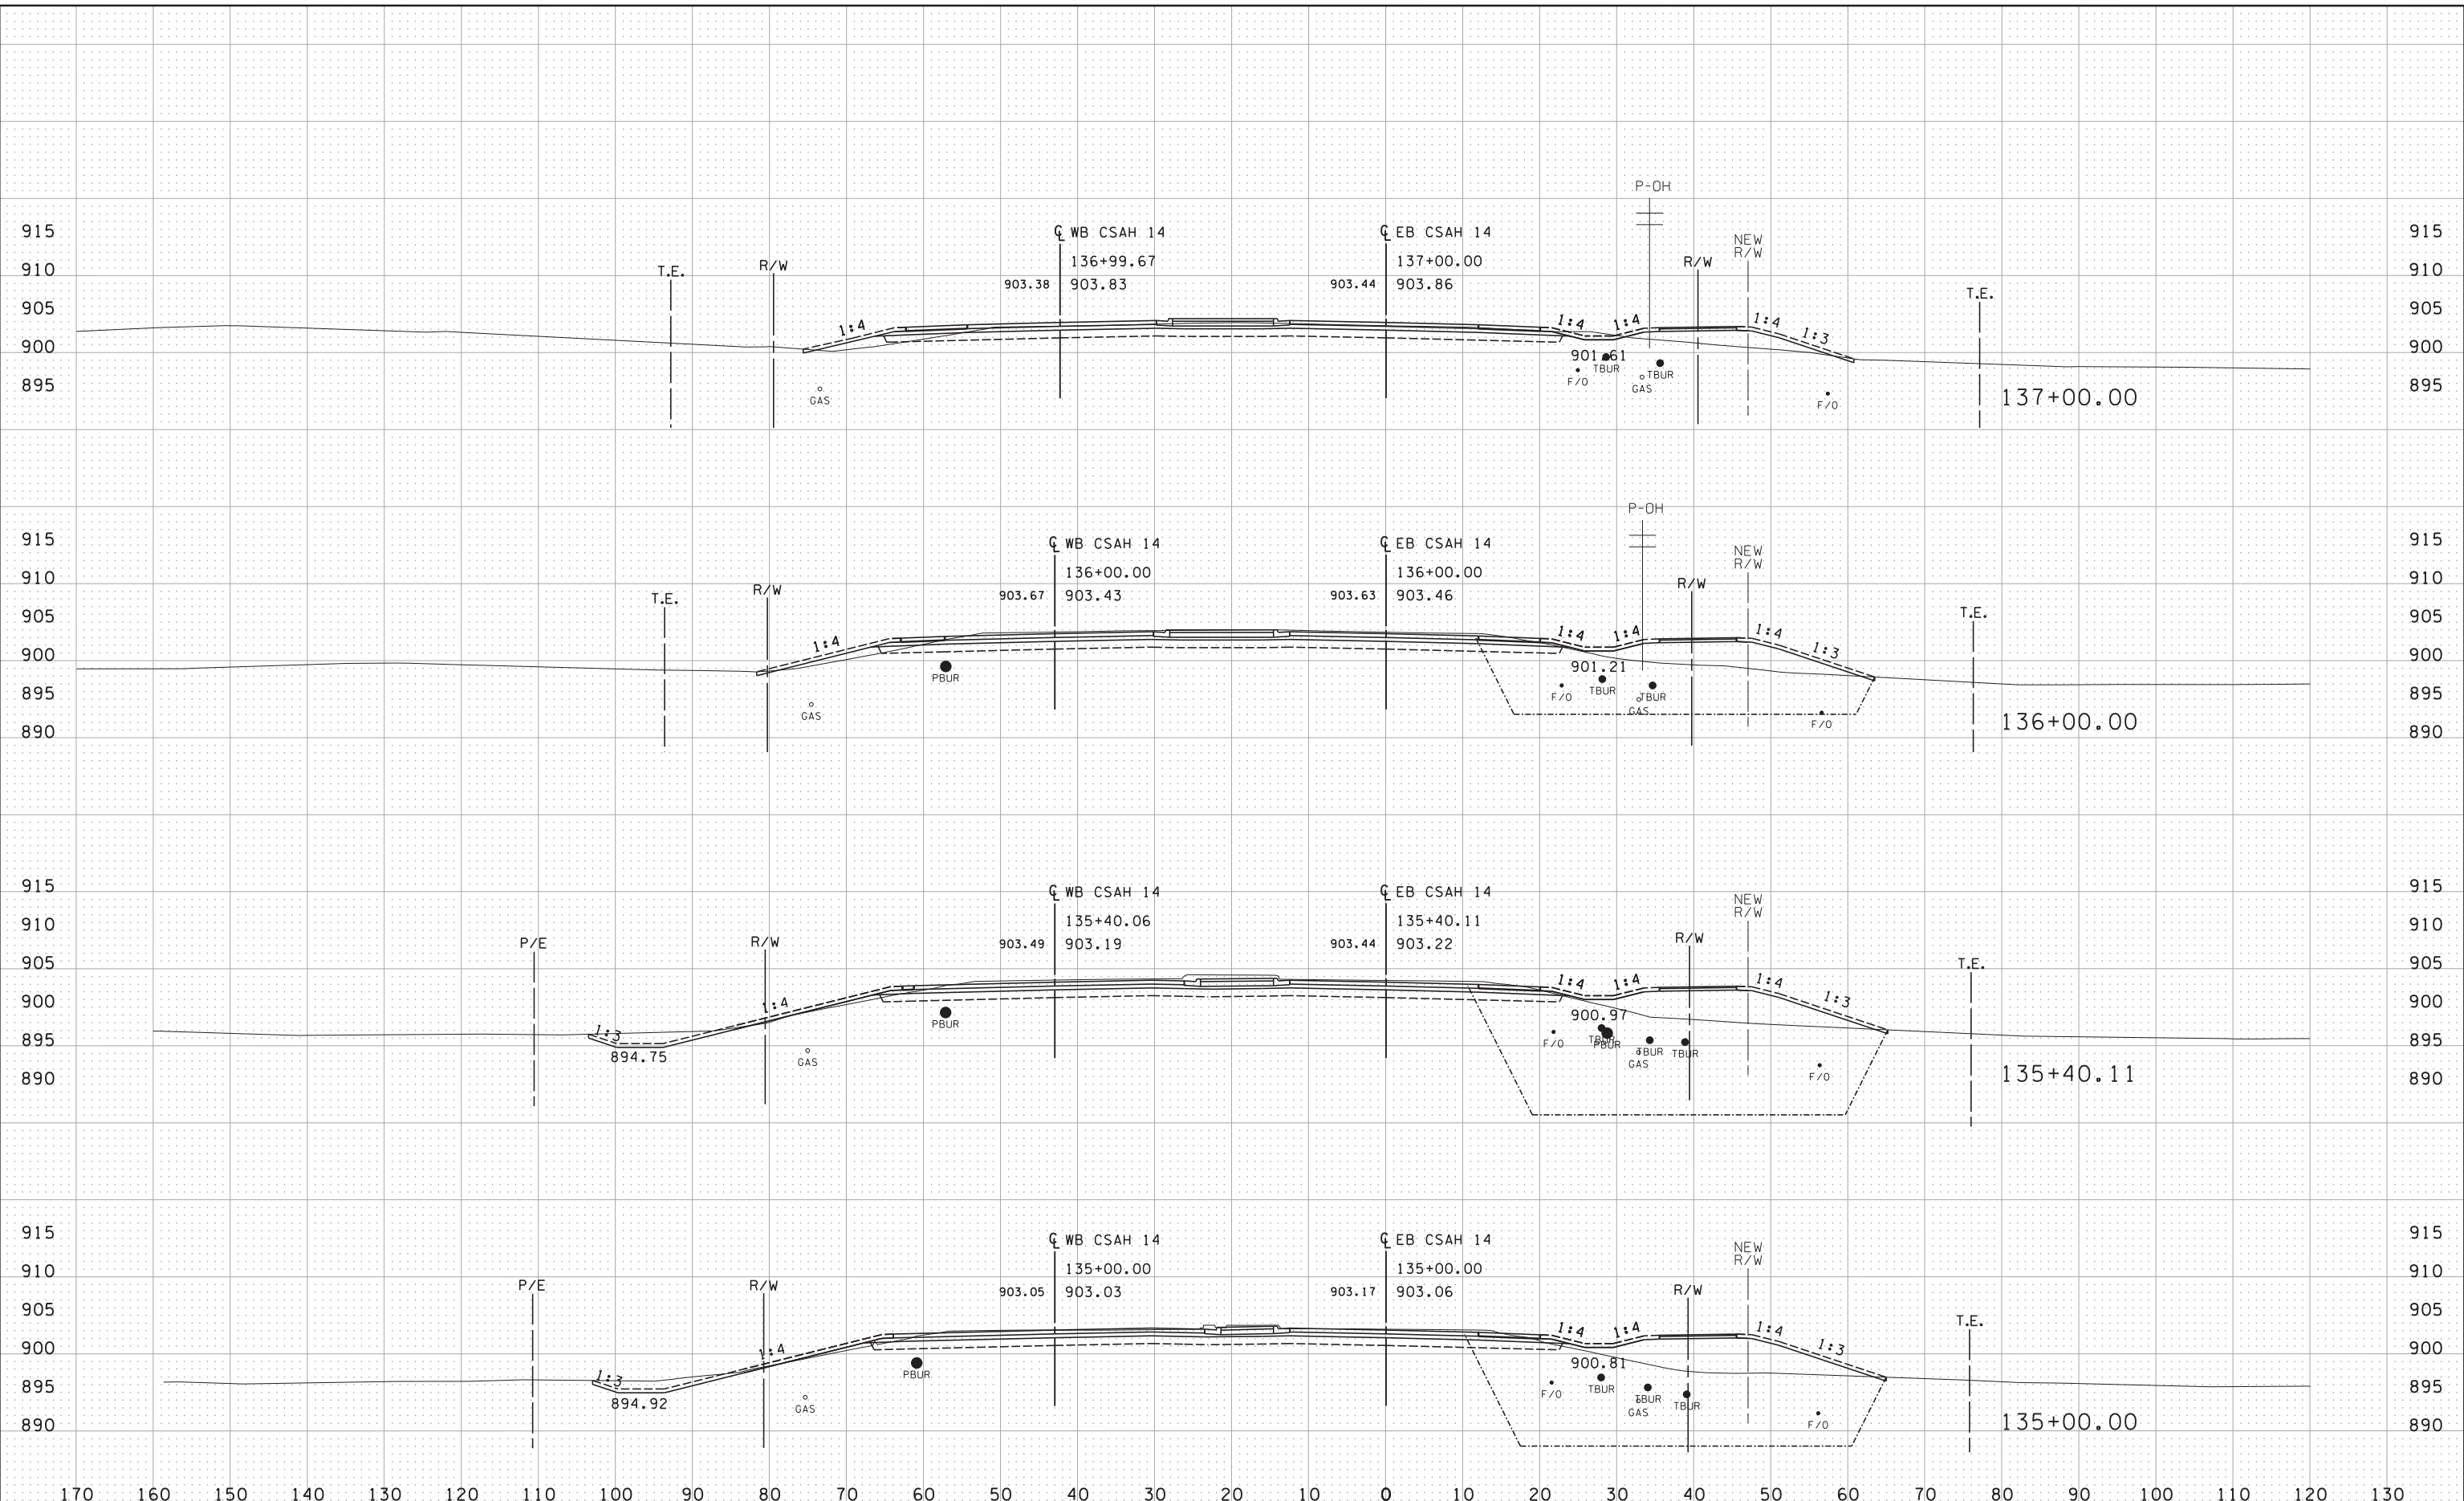 P-OH
915 ℄ WB CSAH 14 ℄ EB CSAH 14 915
NEW
R/W
136+99.67 137+00.00
T.E. R/W R/W
910 910
903.38 903.83 903.44 903.86
T.E.
905 905
1:4 1:4 1:4 1:4 1:3
900 901.61 900
TBUR TBUR
F/O GAS
895 895
GAS F/O 137+00.00
P-OH
915 ℄ WB CSAH 14 ℄ EB CSAH 14 915
NEW
R/W
136+00.00 136+00.00
910 910
R/W R/W
903.67 903.43 903.63 903.46
T.E. T.E.
905 905
1:4 1:4 1:4 1:4 1:3
900 901.21 900
PBUR
F/O TBUR TBUR
895 895
GAS GAS
F/O 136+00.00
890 890
915 ℄ WB CSAH 14 ℄ EB CSAH 14 915
NEW
R/W
135+40.06 135+40.11
910 910
P/E R/W R/W
903.49 903.19 903.44 903.22
T.E.
905 905
1:3 1:4 1:4 1:4 1:4 1:3
900 900
900.97
PBUR
F/O TBUR
PBUR
TBUR TBUR
895 895
894.75 GAS GAS
F/O 135+40.11
890 890
915 ℄ WB CSAH 14 ℄ EB CSAH 14 915
NEW
R/W
135+00.00 135+00.00
910 910
P/E R/W R/W
903.05 903.03 903.17 903.06
905 905
T.E.
1:3 1:4 1:4 1:4 1:4 1:3
900 900
900.81
PBUR
F/O TBUR TBUR TBUR
895 895
894.92 GAS GAS
F/O 135+00.00
890 890
170 160 150 140 130 120 110 100 90 80 70 60 50 40 30 20 10 0 10 20 30 40 50 60 70 80 90 100 110 120 130